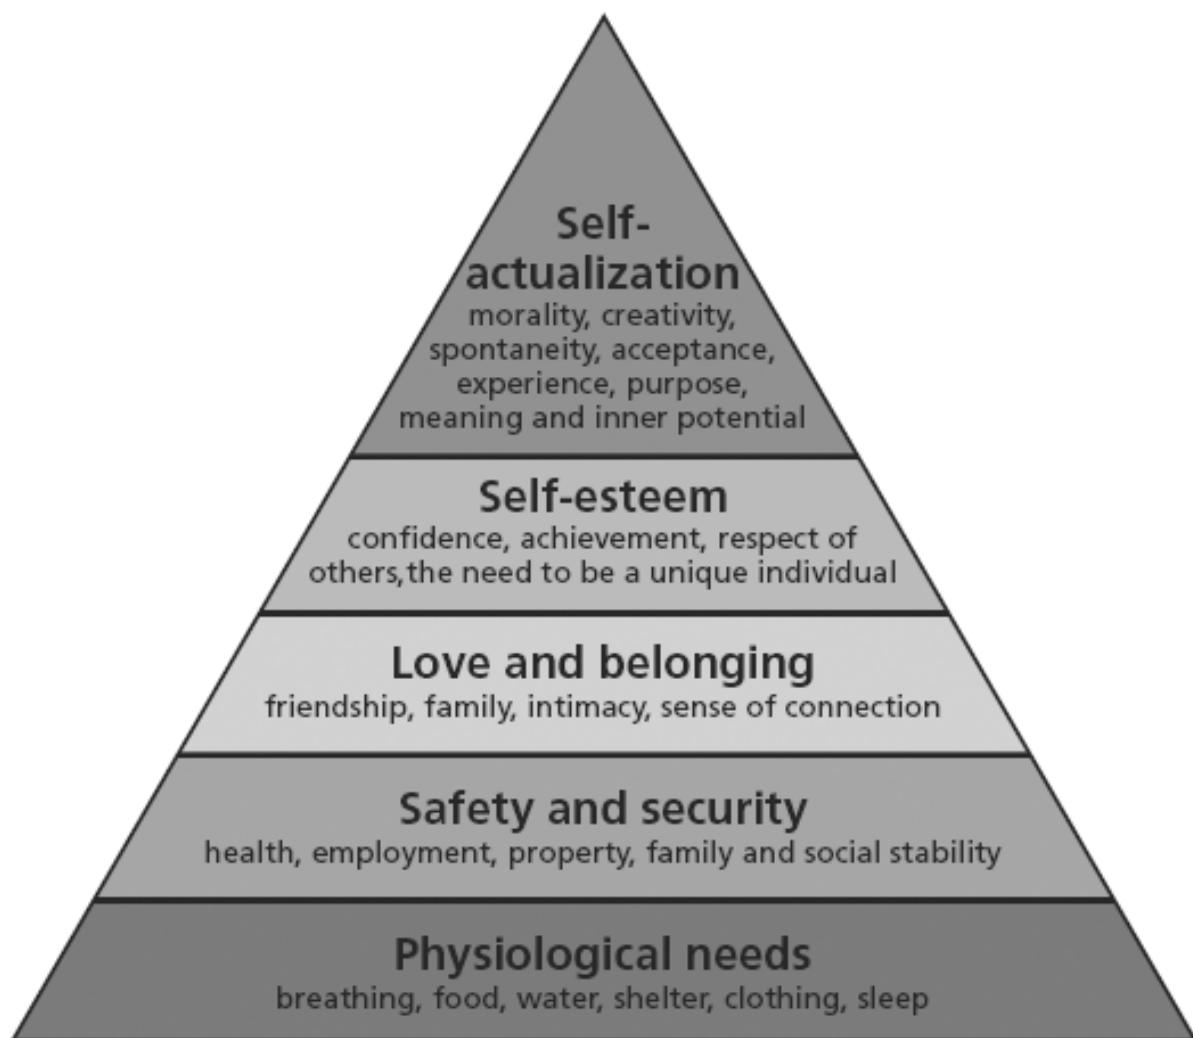 Self-
actualization
morality, creativity,
spontaneity, acceptance,
experience, purpose,
meaning and inner potential
Self-esteem
confidence, achievement, respect of
others,the need to be a unique individual
Love and belonging
friendship, family, intimacy, sense of connection
Safety and security
health, employment, property, family and social stability
Physiological needs
breathing, food, water, shelter, clothing, sleep